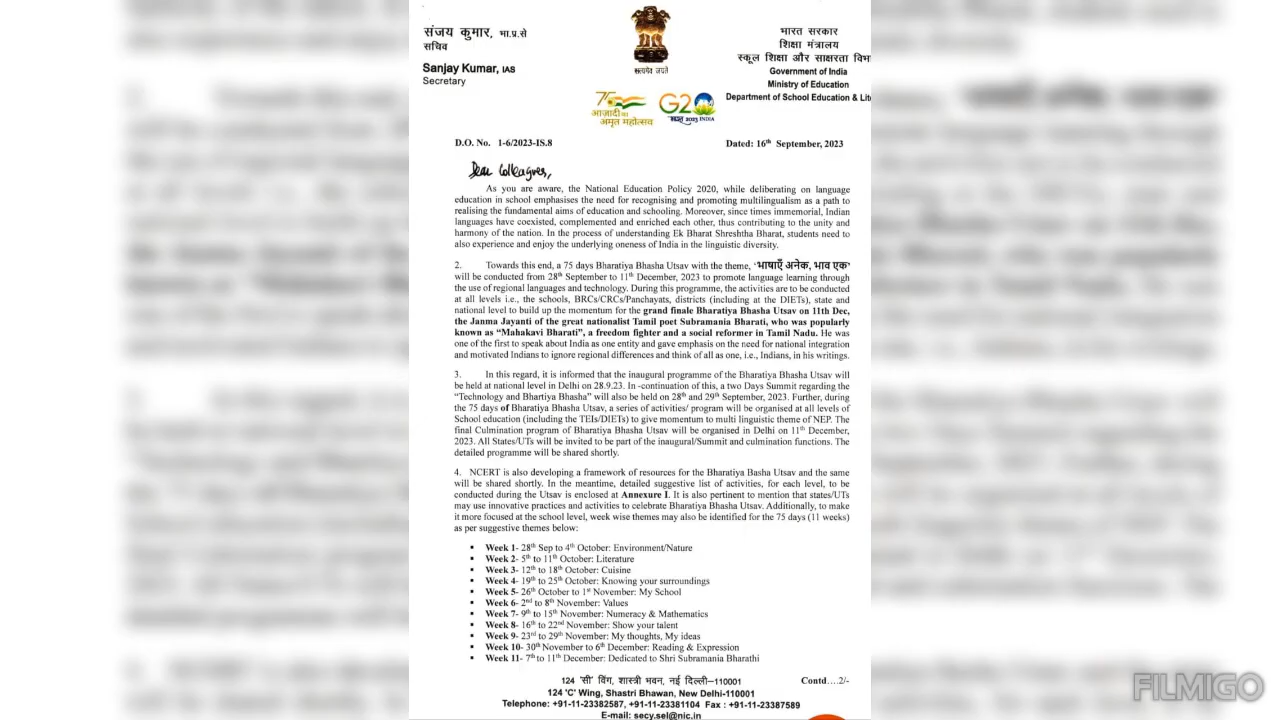 संजय कुमार, भा.प्र.से
सचिव
Sanjay Kumar, IAS
Secretary
सत्यमेव जयते
भारत सरकार
शिक्षा मंत्रालय
स्कूल शिक्षा और साक्षरता विभ
Government of India
Ministry of Education
Department of School Education & Lite
75
आज़ादी का
अमृत महोत्सव
G20
भारत 2023 INDIA
D.O. No. 1-6/2023-IS.8
Dated: 16th September, 2023
Dear Colleagues,
As you are aware, the National Education Policy 2020, while deliberating on language
education in school emphasises the need for recognising and promoting multilingualism as a path to
realising the fundamental aims of education and schooling. Moreover, since times immemorial, Indian
languages have coexisted, complemented and enriched each other, thus contributing to the unity and
harmony of the nation. In the process of understanding Ek Bharat Shreshtha Bharat, students need to
also experience and enjoy the underlying oneness of India in the linguistic diversity.
2. Towards this end, a 75 days Bharatiya Bhasha Utsav with the theme, 'भाषाएँ अनेक, भाव एक'
will be conducted from 28th September to 11th December, 2023 to promote language learning through
the use of regional languages and technology. During this programme, the activities are to be conducted
at all levels i.e., the schools, BRCs/CRCs/Panchayats, districts (including at the DIETs), state and
national level to build up the momentum for the grand finale Bharatiya Bhasha Utsav on 11th Dec,
the Janma Jayanti of the great nationalist Tamil poet Subramania Bharati, who was popularly
known as "Mahakavi Bharati", a freedom fighter and a social reformer in Tamil Nadu. He was
one of the first to speak about India as one entity and gave emphasis on the need for national integration
and motivated Indians to ignore regional differences and think of all as one, i.e., Indians, in his writings.
3. In this regard, it is informed that the inaugural programme of the Bharatiya Bhasha Utsav will
be held at national level in Delhi on 28.9.23. In -continuation of this, a two Days Summit regarding the
"Technology and Bhartiya Bhasha" will also be held on 28th and 29th September, 2023. Further, during
the 75 days of Bharatiya Bhasha Utsav, a series of activities/ program will be organised at all levels of
School education (including the TEIs/DIETs) to give momentum to multi linguistic theme of NEP. The
final Culmination program of Bharatiya Bhasha Utsav will be organised in Delhi on 11th December,
2023. All States/UTs will be invited to be part of the inaugural/Summit and culmination functions. The
detailed programme will be shared shortly.
4. NCERT is also developing a framework of resources for the Bharatiya Basha Utsav and the same
will be shared shortly. In the meantime, detailed suggestive list of activities, for each level, to be
conducted during the Utsav is enclosed at Annexure I. It is also pertinent to mention that states/UTs
may use innovative practices and activities to celebrate Bharatiya Bhasha Utsav. Additionally, to make
it more focused at the school level, week wise themes may also be identified for the 75 days (11 weeks)
as per suggestive themes below:
▪ Week 1- 28th Sep to 4th October: Environment/Nature
▪ Week 2- 5th to 11th October: Literature
▪ Week 3- 12th to 18th October: Cuisine
▪ Week 4- 19th to 25th October: Knowing your surroundings
▪ Week 5- 26th October to 1st November: My School
▪ Week 6- 2nd to 8th November: Values
▪ Week 7- 9th to 15th November: Numeracy & Mathematics
▪ Week 8- 16th to 22nd November: Show your talent
▪ Week 9- 23rd to 29th November: My thoughts, My ideas
▪ Week 10- 30th November to 6th December: Reading & Expression
▪ Week 11- 7th to 11th December: Dedicated to Shri Subramania Bharathi
Contd....2/-
124 'सी' विंग, शास्त्री भवन, नई दिल्ली-110001
124 'C' Wing, Shastri Bhawan, New Delhi-110001
Telephone: +91-11-23382587, +91-11-23381104 Fax : +91-11-23387589
E-mail: secy.sel@nic.in
FILMIGO